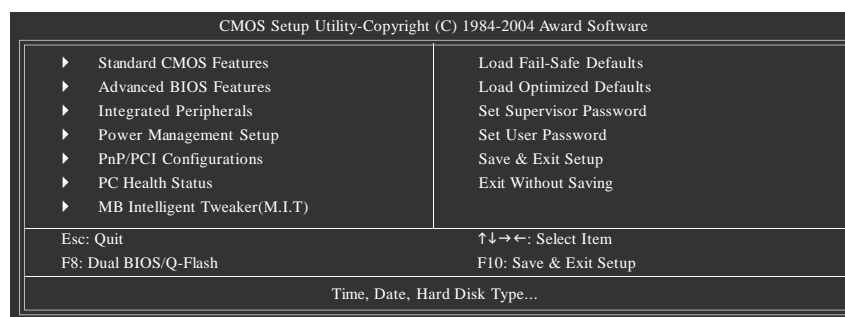 CMOS Setup Utility-Copyright (C) 1984-2004 Award Software
Standard CMOS Features
Advanced BIOS Features
Integrated Peripherals
Power Management Setup
PnP/PCI Configurations
PC Health Status
MB Intelligent Tweaker(M.I.T)
Load Fail-Safe Defaults
Load Optimized Defaults
Set Supervisor Password
Set User Password
Save & Exit Setup
Exit Without Saving
Esc: Quit
↑↓→←: Select Item
F8: Dual BIOS/Q-Flash
F10: Save & Exit Setup
Time, Date, Hard Disk Type...